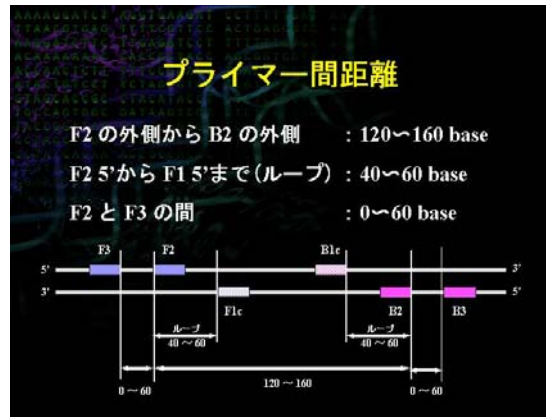 プライマー間距離
F2 の外側から B2 の外側 : 120〜160 base
F2 5'から F1 5'まで(ループ) : 40〜60 base
F2 と F3 の間 : 0〜60 base
F3 F2 B1c
5' 3'
3' 5'
F1c B2 B3
ループ ループ
40 〜 60 40 〜 60
120 〜 160
0 〜 60 0 〜 60